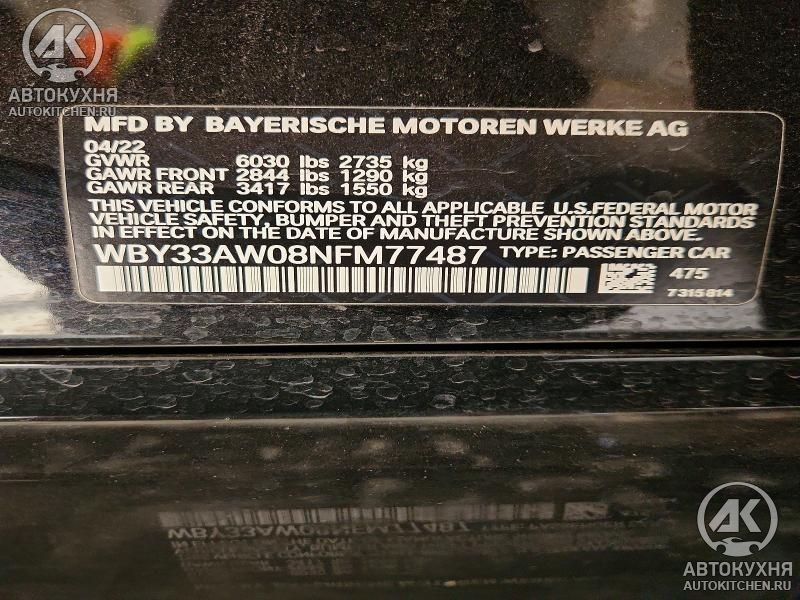 АК
АВТОКУХНЯ
AUTOKITCHEN.RU
MFD BY BAYERISCHE MOTOREN WERKE AG
04/22
GVWR 6030 lbs 2735 kg
GAWR FRONT 2844 lbs 1290 kg
GAWR REAR 3417 lbs 1550 kg
THIS VEHICLE CONFORMS TO ALL APPLICABLE U.S.FEDERAL MOTOR
VEHICLE SAFETY, BUMPER AND THEFT PREVENTION STANDARDS
IN EFFECT ON THE DATE OF MANUFACTURE SHOWN ABOVE.
WBY33AW08NFM77487 TYPE: PASSENGER CAR
475
7315814
АК
АВТОКУХНЯ
AUTOKITCHEN.RU